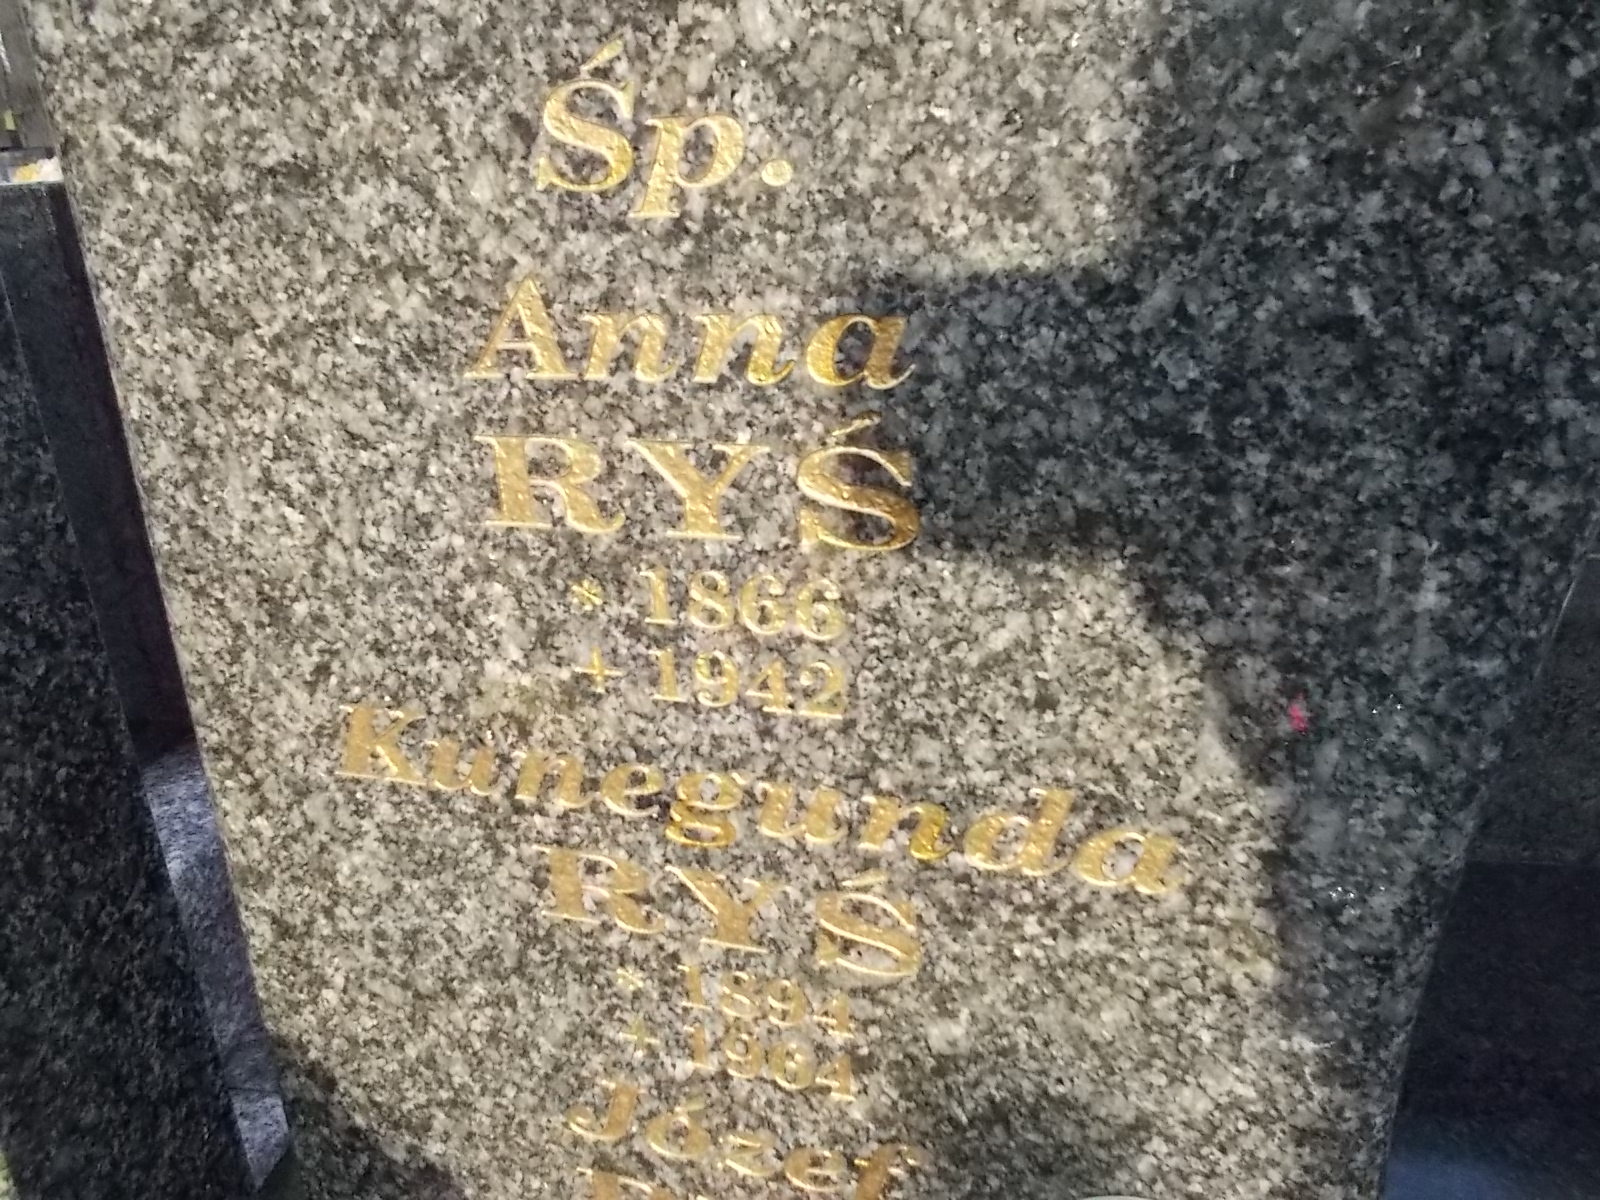 Śp.
Anna
RYŚ
* 1866
+ 1942
Kunegunda
RYŚ
* 1894
+ 1964
Józef